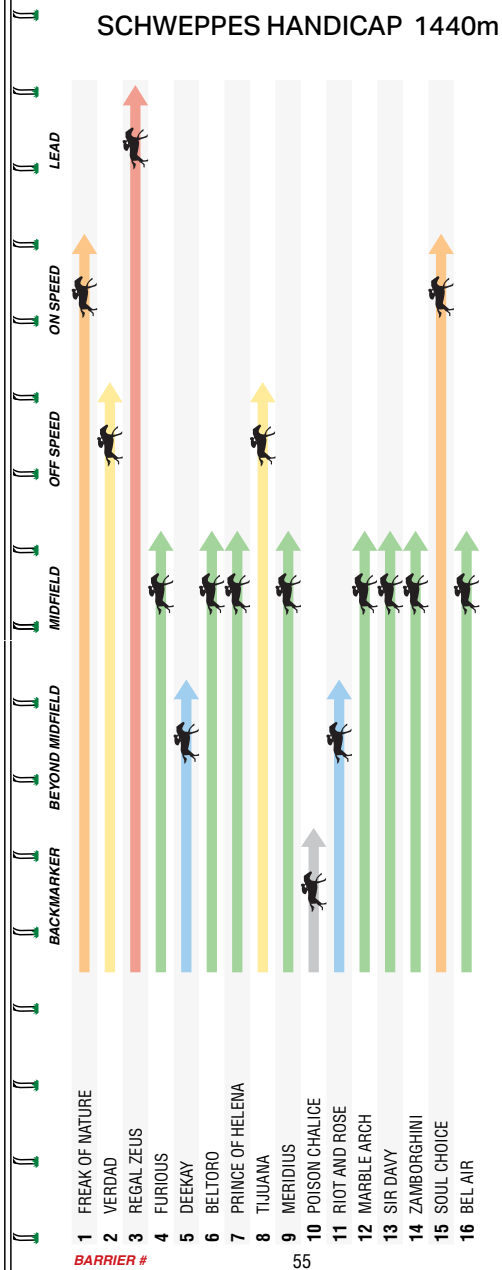 SCHWEPPES HANDICAP 1440m
LEAD
ON SPEED
OFF SPEED
MIDFIELD
BEYOND MIDFIELD
BACKMARKER
1 FREAK OF NATURE
2 VERDAD
3 REGAL ZEUS
4 FURIOUS
5 DEEKAY
6 BELTORO
7 PRINCE OF HELENA
8 TIJUANA
9 MERIDIUS
10 POISON CHALICE
11 RIOT AND ROSE
12 MARBLE ARCH
13 SIR DAVY
14 ZAMBORGHINI
15 SOUL CHOICE
16 BEL AIR
BARRIER #
55